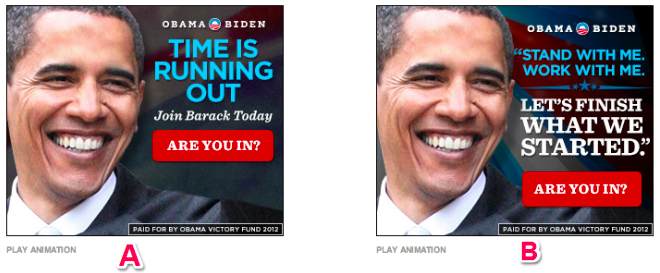 OBAMA BIDEN
TIME IS
RUNNING
OUT
Join Barack Today
ARE YOU IN?
PAID FOR BY OBAMA VICTORY FUND 2012
PLAY ANIMATION
A
OBAMA BIDEN
“STAND WITH ME.
WORK WITH ME.
LET’S FINISH
WHAT WE
STARTED.”
ARE YOU IN?
PAID FOR BY OBAMA VICTORY FUND 2012
PLAY ANIMATION
B